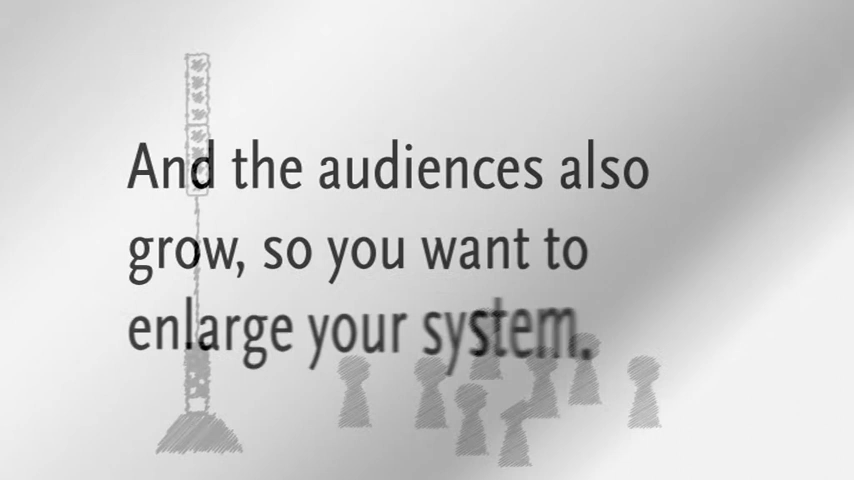 And the audiences also
grow, so you want to
enlarge your system.